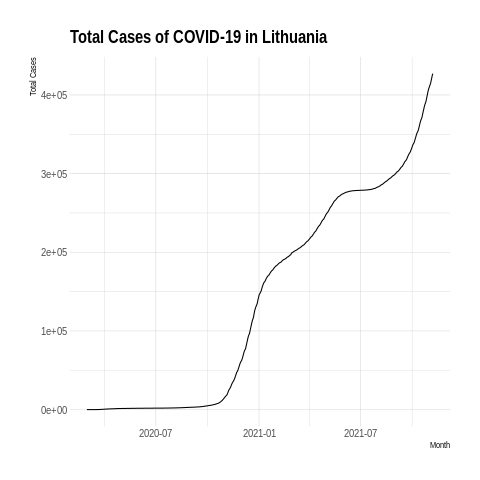 Total Cases of COVID-19 in Lithuania
Total Cases
4e+05
3e+05
2e+05
1e+05
0e+00
2020-07
2021-01
2021-07
Month